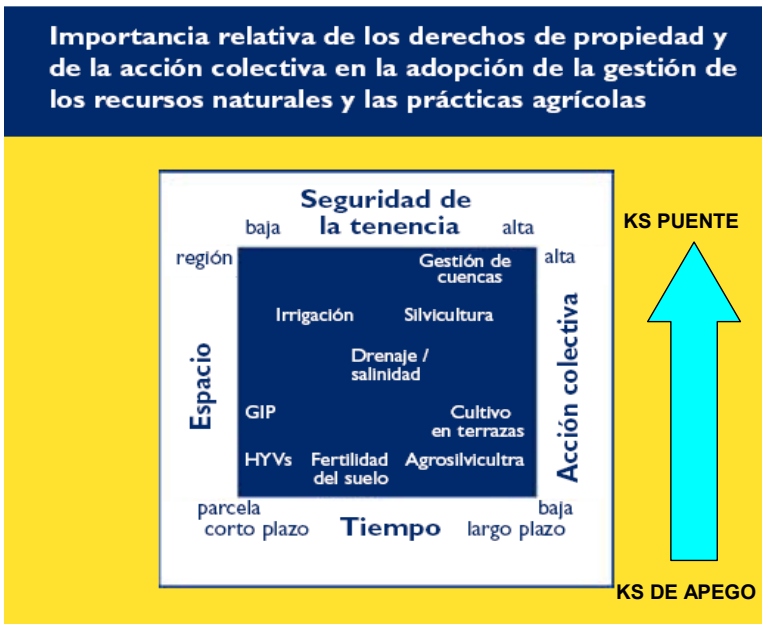 Importancia relativa de los derechos de propiedad y
de la acción colectiva en la adopción de la gestión de
los recursos naturales y las prácticas agrícolas
Seguridad de
la tenencia
baja
alta
KS PUENTE
región
alta
Gestión de
cuencas
Irrigación
Silvicultura
Espacio
Drenaje /
salinidad
Acción colectiva
GIP
Cultivo
en terrazas
HYVs
Fertilidad
del suelo
Agrosilvicultra
parcela
baja
corto plazo
Tiempo
largo plazo
KS DE APEGO